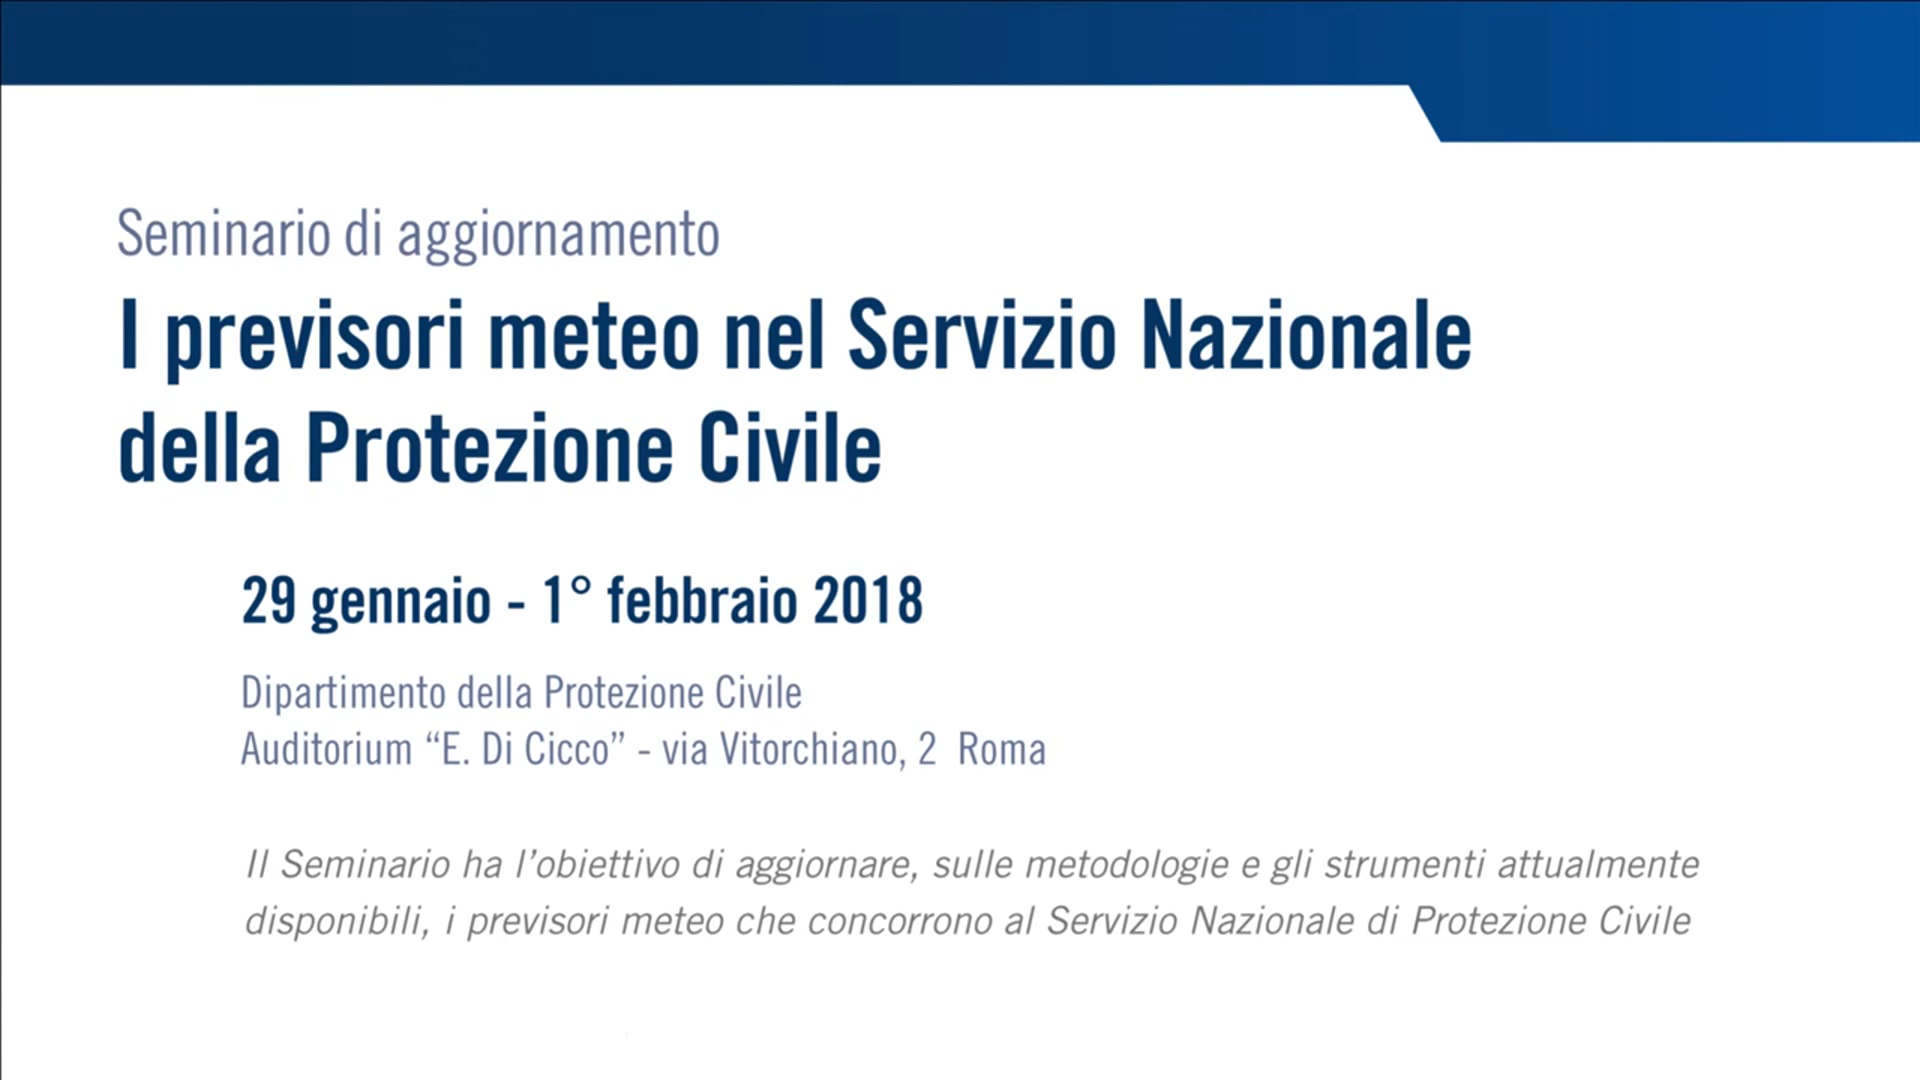 Seminario di aggiornamento
I previsori meteo nel Servizio Nazionale
della Protezione Civile
29 gennaio - 1° febbraio 2018
Dipartimento della Protezione Civile
Auditorium “E. Di Cicco” - via Vitorchiano, 2 Roma
Il Seminario ha l’obiettivo di aggiornare, sulle metodologie e gli strumenti attualmente
disponibili, i previsori meteo che concorrono al Servizio Nazionale di Protezione Civile